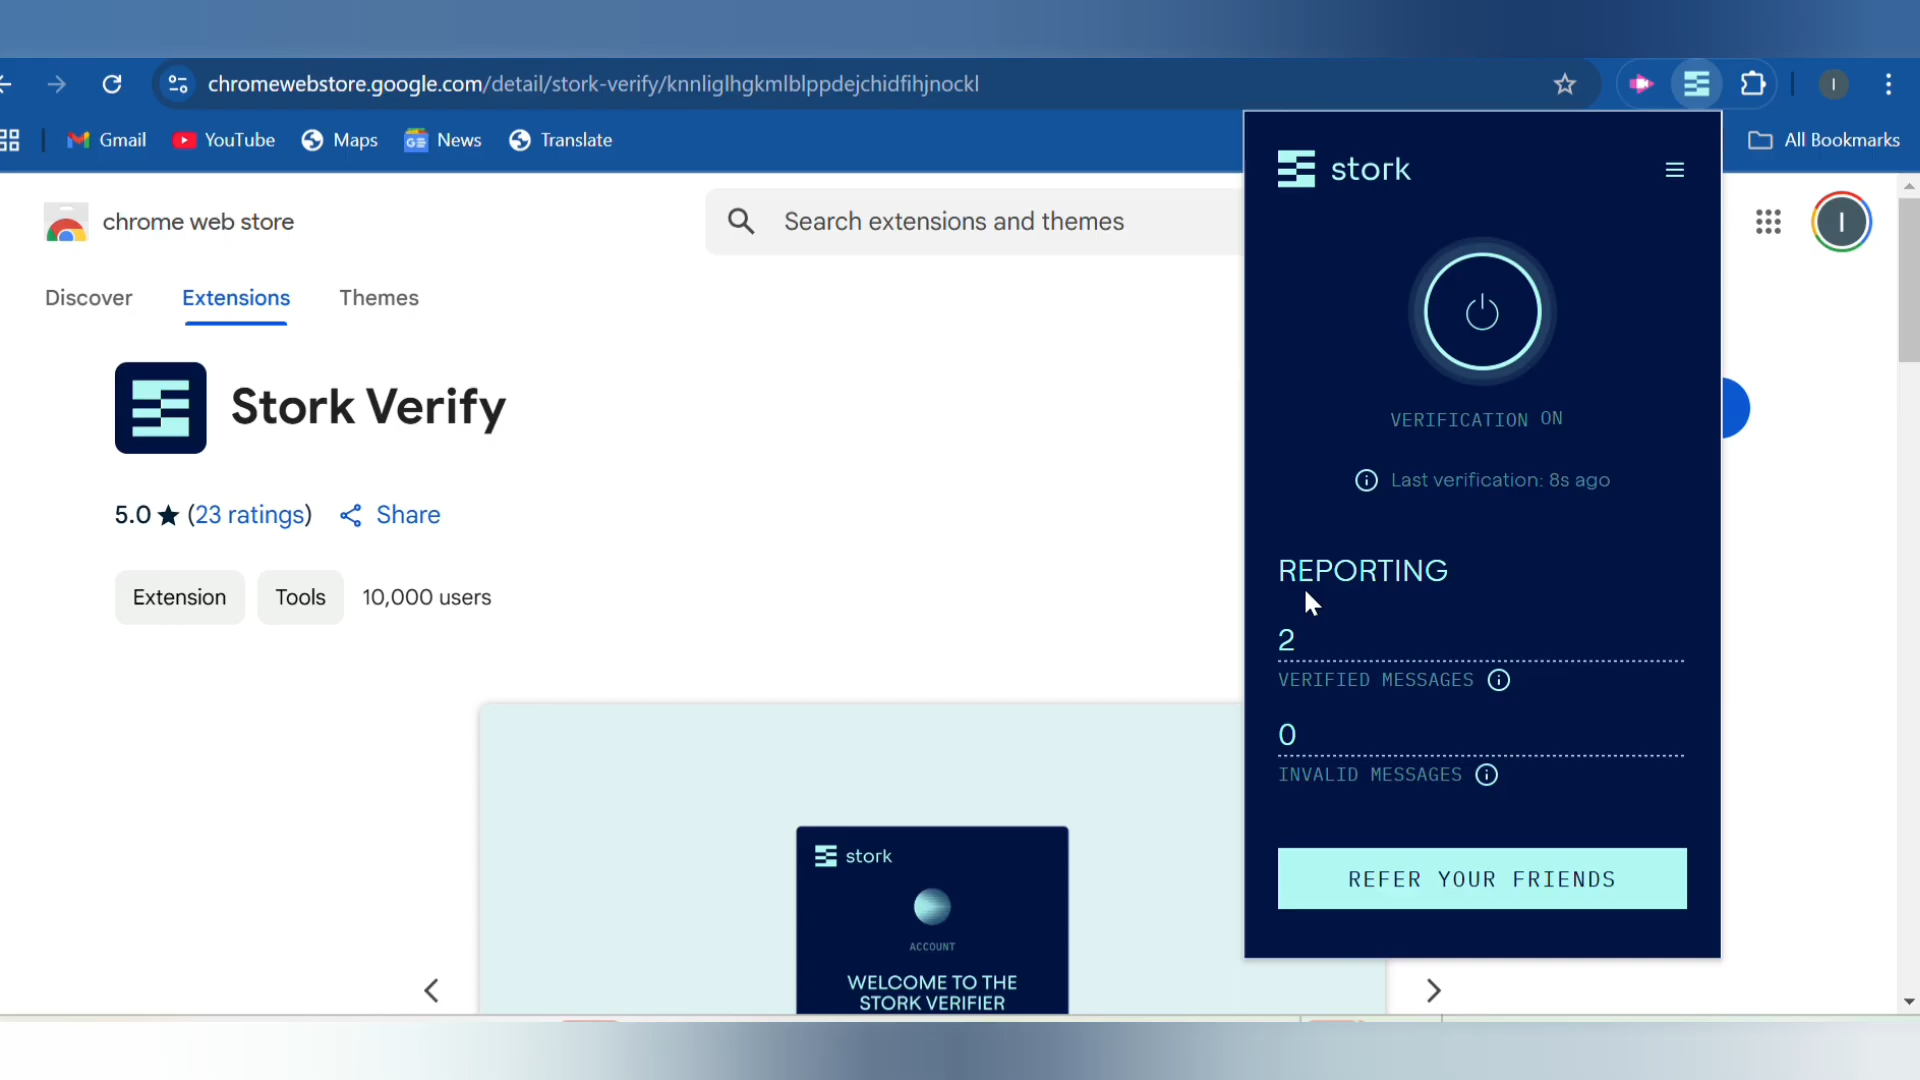 chromewebstore.google.com/detail/stork-verify/knnliglhgkmlblppdejchidfihjnockl
Gmail
YouTube
Maps
News
Translate
All Bookmarks
chrome web store
Search extensions and themes
I
Discover
Extensions
Themes
Stork Verify
5.0 ★ (23 ratings)
Share
Extension
Tools
10,000 users
stork
ACCOUNT
WELCOME TO THE
STORK VERIFIER
stork
VERIFICATION ON
Last verification: 8s ago
REPORTING
2
VERIFIED MESSAGES
0
INVALID MESSAGES
REFER YOUR FRIENDS